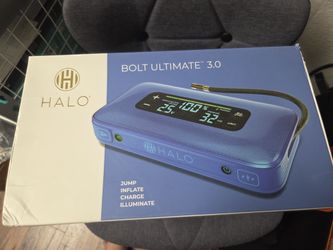 BOLT ULTIMATE™ 3.0
HALO®
100%
25
32
HALO
JUMP
INFLATE
CHARGE
ILLUMINATE